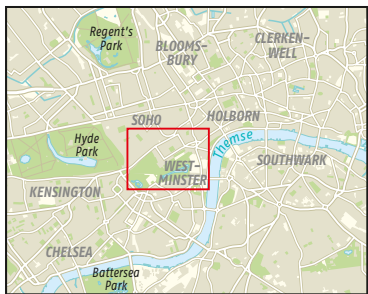 Regent's
Park
BLOOMS-
BURY
CLERKEN-
WELL
SOHO
HOLBORN
Hyde
Park
Themse
WEST-
MINSTER
SOUTHWARK
KENSINGTON
CHELSEA
Battersea
Park